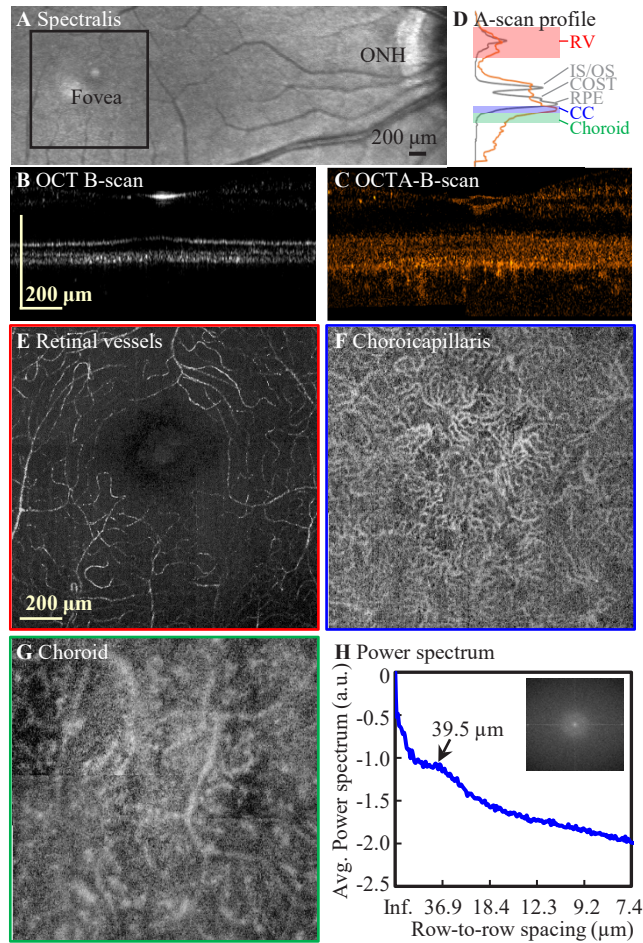 A Spectralis
ONH
Fovea
200 µm
D A-scan profile
RV
IS/OS
COST
RPE
CC
Choroid
B OCT B-scan
200 µm
C OCTA-B-scan
E Retinal vessels
200 µm
F Choroicapillaris
G Choroid
H Power spectrum
Avg. Power spectrum (a.u.)
0
-0.5
-1.0
-1.5
-2.0
-2.5
39.5 µm
Inf. 36.9 18.4 12.3 9.2 7.4
Row-to-row spacing (µm)